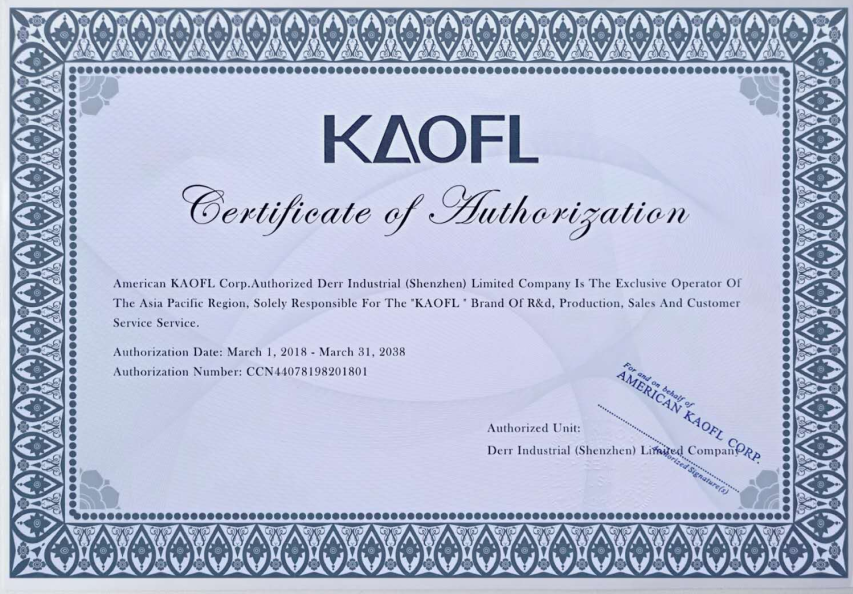 KAOFL
Certificate of Authorization
American KAOFL Corp.Authorized Derr Industrial (Shenzhen) Limited Company Is The Exclusive Operator Of
The Asia Pacific Region, Solely Responsible For The "KAOFL " Brand Of R&d, Production, Sales And Customer
Service Service.
Authorization Date: March 1, 2018 - March 31, 2038
Authorization Number: CCN44078198201801
For and on behalf of
AMERICAN KAOFL CORP.
Authorized Unit:
Derr Industrial (Shenzhen) Limited Company
Authorized Signature(s)